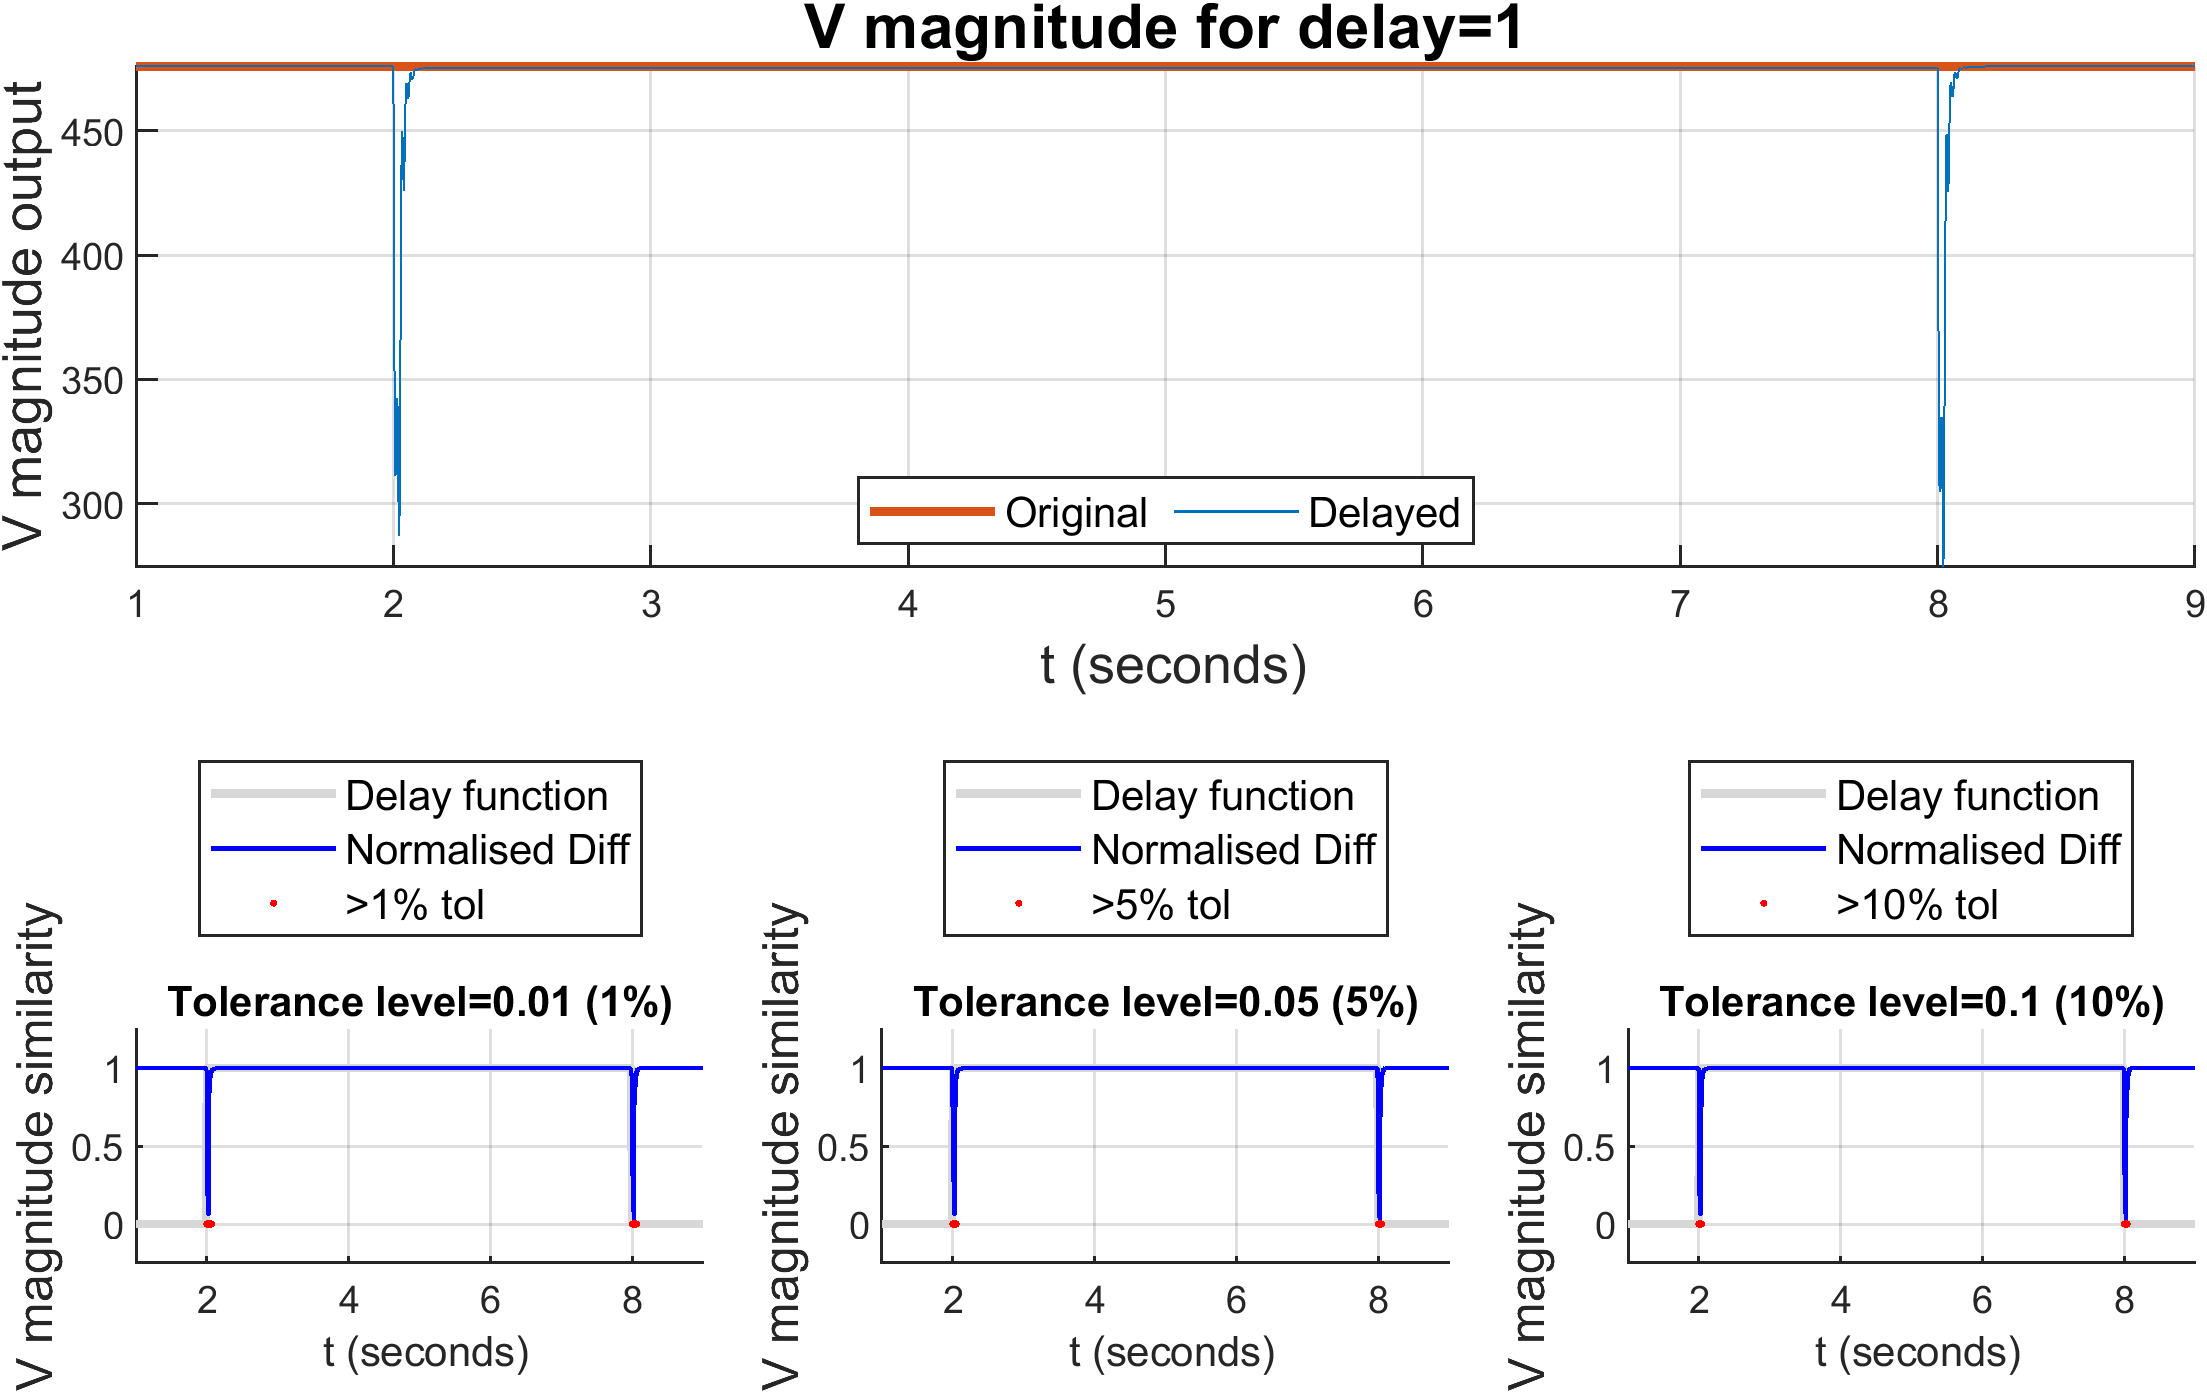 V magnitude for delay=1
V magnitude output
450
400
350
300
Original
Delayed
1 2 3 4 5 6 7 8 9
t (seconds)
Delay function
Normalised Diff
>1% tol
Tolerance level=0.01 (1%)
V magnitude similarity
1
0.5
0
2 4 6 8
t (seconds)
Delay function
Normalised Diff
>5% tol
Tolerance level=0.05 (5%)
V magnitude similarity
1
0.5
0
2 4 6 8
t (seconds)
Delay function
Normalised Diff
>10% tol
Tolerance level=0.1 (10%)
V magnitude similarity
1
0.5
0
2 4 6 8
t (seconds)